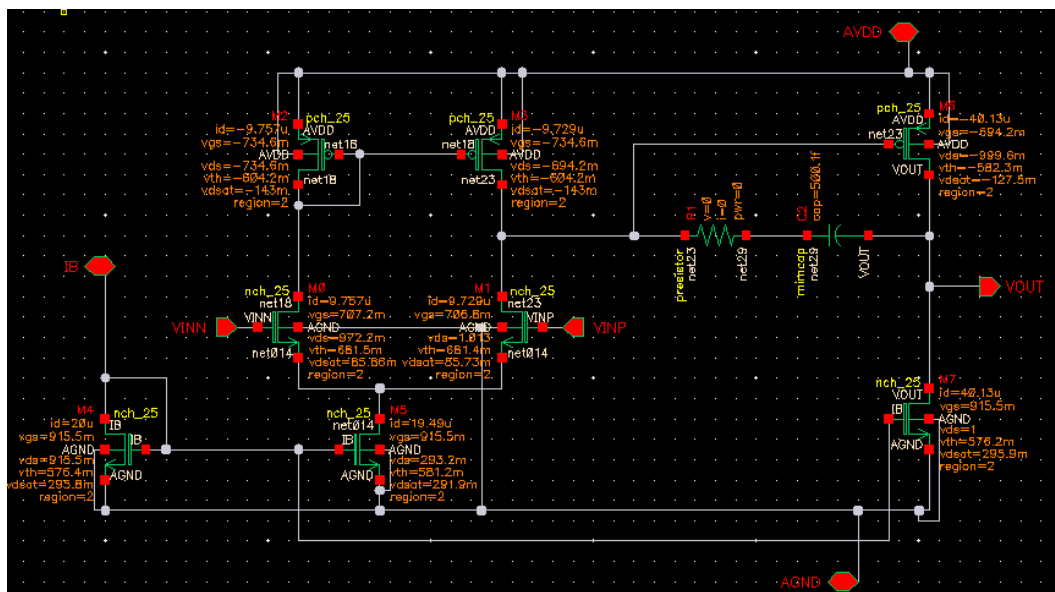 AVDD
M2
pch_25
AVDD
id=-9.757u
vgs=-734.6m
AVDD
net18
vds=-734.6m
vth=-604.2m
net18
vdsat=-143m
region=2
M3
pch_25
AVDD
id=-9.729u
vgs=-734.6m
net18
AVDD
vds=-694.2m
vth=-604.2m
net23
vdsat=-143m
region=2
M6
pch_25
AVDD
id=-40.13u
net23
vgs=-694.2m
AVDD
vds=-999.6m
vth=-582.3m
VOUT
vdsat=-127.5m
region=2
R1
v=0
i=0
pwr=0
presistor
net23
net29
C2
cap=500.1f
mimcap
net29
VOUT
IB
VINN
M0
nch_25
net18
id=9.757u
VINN
vgs=707.2m
AGND
vds=972.2m
vth=681.5m
net014
vdsat=85.86m
region=2
M1
nch_25
net23
id=9.729u
vgs=706.8m
VINP
AGND
vds=1.013
vth=681.4m
net014
vdsat=85.73m
region=2
VINP
VOUT
M4
nch_25
id=20u
IB
vgs=915.5m
IB
AGND
vds=915.5m
vth=576.4m
AGND
vdsat=295.8m
region=2
M5
nch_25
net014
id=19.49u
IB
vgs=915.5m
AGND
vds=293.2m
vth=581.2m
AGND
vdsat=291.9m
region=2
M7
nch_25
VOUT
id=40.13u
IB
vgs=915.5m
AGND
vds=1
vth=576.2m
AGND
vdsat=295.9m
region=2
AGND